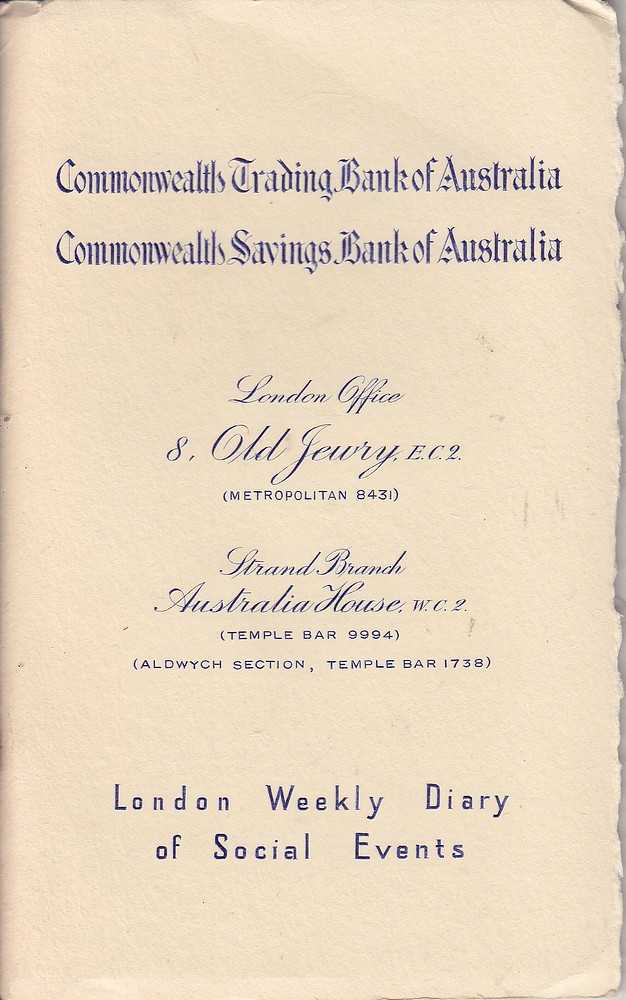 Commonwealth Trading Bank of Australia
Commonwealth Savings Bank of Australia
London Office
8, Old Jewry, E.C.2.
(METROPOLITAN 8431)
Strand Branch
Australia House, W.C.2.
(TEMPLE BAR 9994)
(ALDWYCH SECTION, TEMPLE BAR 1738)
London Weekly Diary
of Social Events